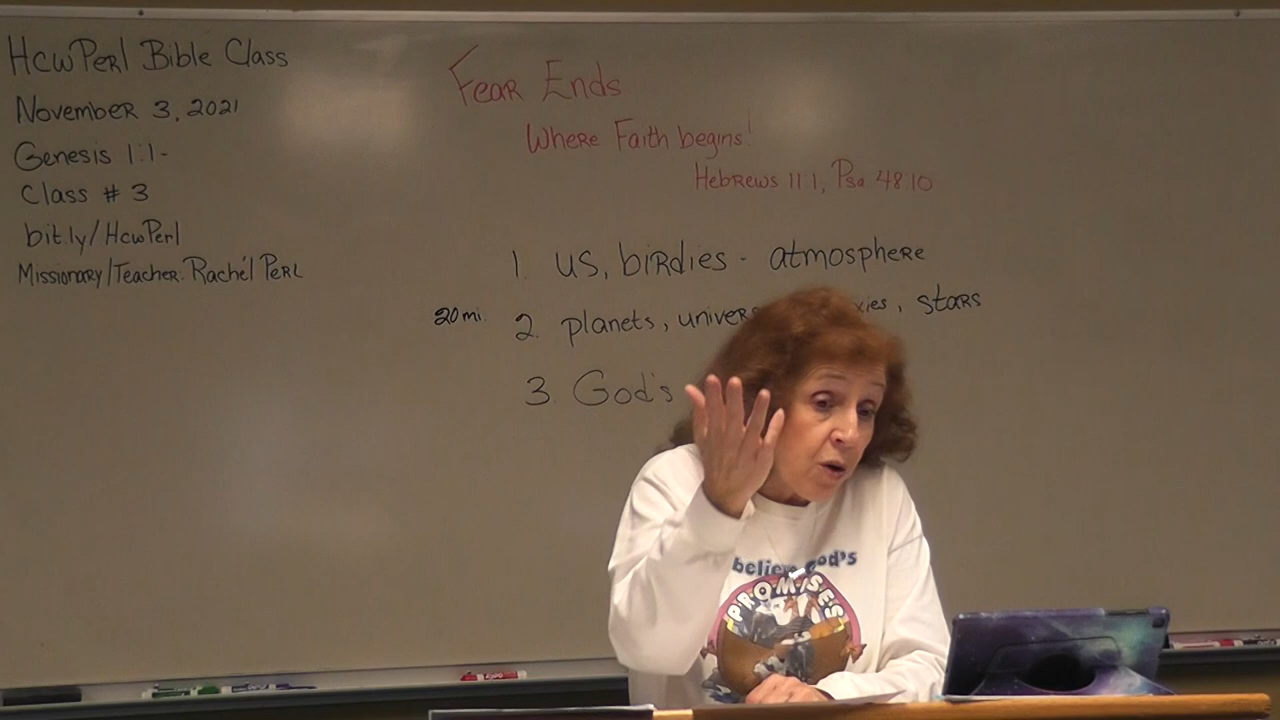 HcwPerl Bible Class
November 3, 2021
Genesis 1:1-
Class # 3
bit.ly/HcwPerl
Missionary/Teacher: Rachél Perl
Fear Ends
Where Faith begins!
Hebrews 11:1, Psa 48:10
1. us, birdies - atmosphere
20 mi. 2. planets, univers xies, stars
3. God's
believe God's
PROMISES
EXPO